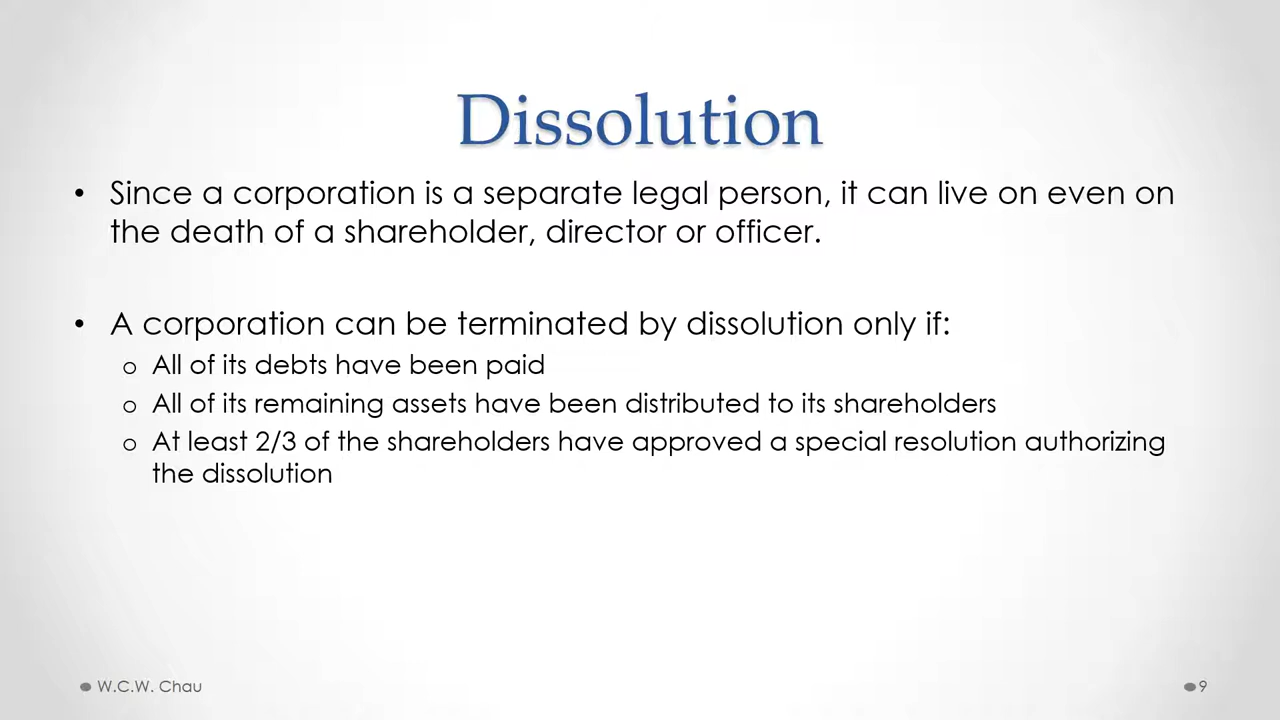 Dissolution
• Since a corporation is a separate legal person, it can live on even on
the death of a shareholder, director or officer.
• A corporation can be terminated by dissolution only if:
o All of its debts have been paid
o All of its remaining assets have been distributed to its shareholders
o At least 2/3 of the shareholders have approved a special resolution authorizing
the dissolution
W.C.W. Chau
9